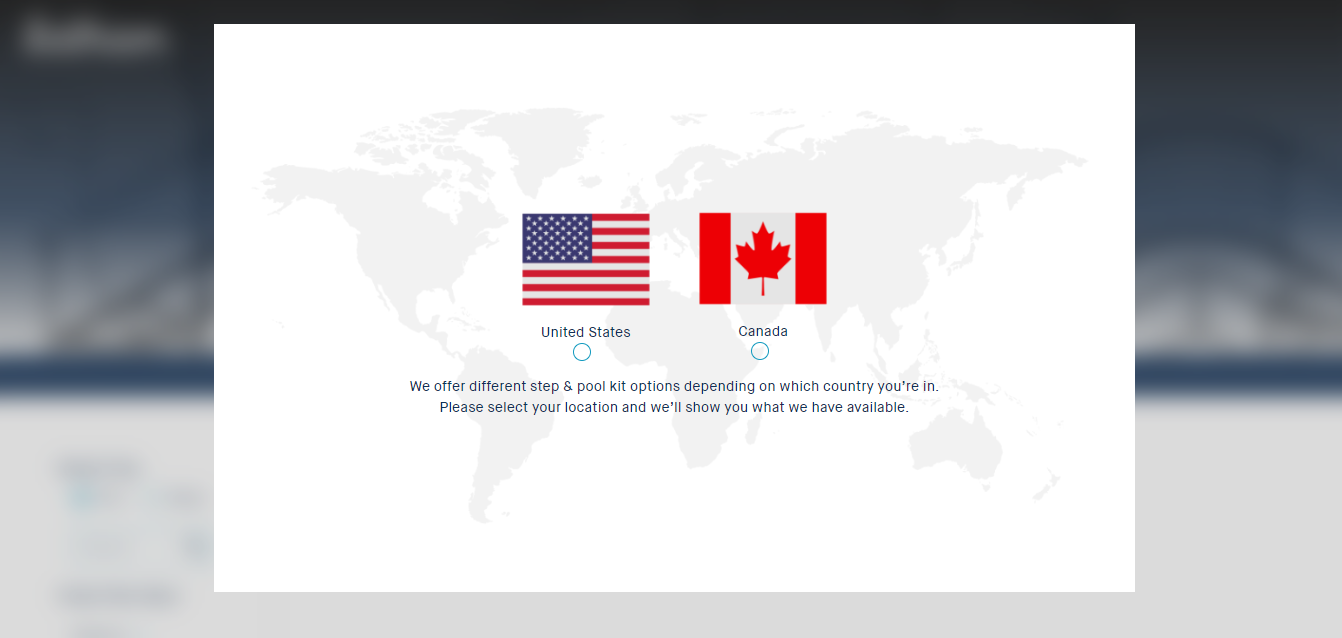 United States
Canada
We offer different step & pool kit options depending on which country you’re in.
Please select your location and we’ll show you what we have available.